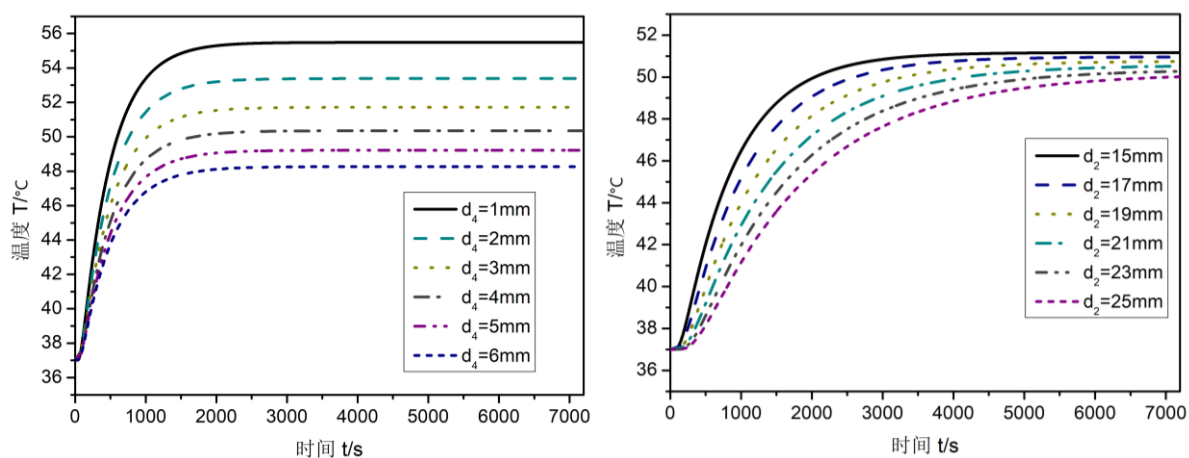 56
54
52
50
48
46
44
42
40
38
36
温度 T/°C
d₄=1mm
d₄=2mm
d₄=3mm
d₄=4mm
d₄=5mm
d₄=6mm
0 1000 2000 3000 4000 5000 6000 7000
时间 t/s
52
50
48
46
44
42
40
38
36
温度 T/°C
d₂=15mm
d₂=17mm
d₂=19mm
d₂=21mm
d₂=23mm
d₂=25mm
0 1000 2000 3000 4000 5000 6000 7000
时间 t/s